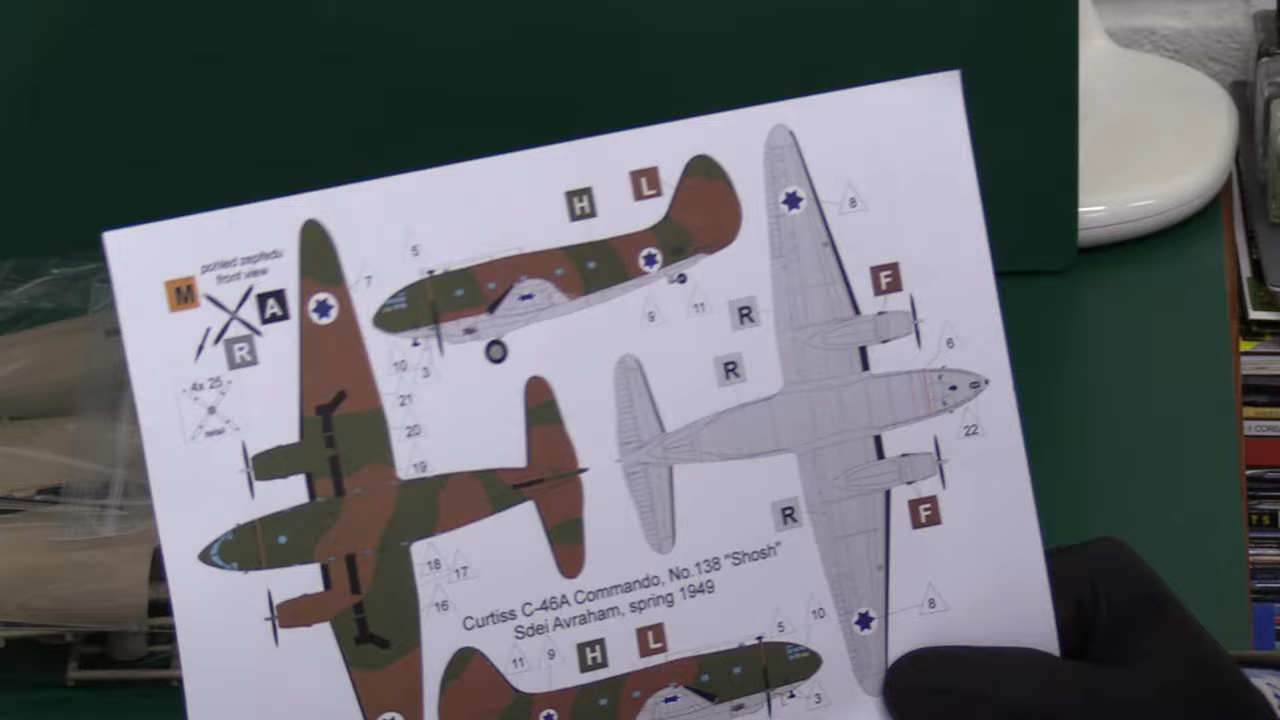 H L
8
5
pohled zepředu
front view
M
7
A
F
9 11 R
R
6
10 3
R
4x 25
21
20
22
19
F
R
18 17
Curtiss C-46A Commando, No.138 "Shosh"
16
Sdei Avraham, spring 1949
8
10
5
H L
11 9
3